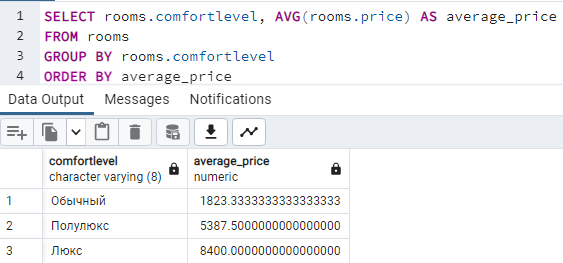 1 SELECT rooms.comfortlevel, AVG(rooms.price) AS average_price
2 FROM rooms
3 GROUP BY rooms.comfortlevel
4 ORDER BY average_price
Data Output Messages Notifications
comfortlevel average_price
character varying (8) numeric
1 Обычный 1823.3333333333333333
2 Полулюкс 5387.5000000000000000
3 Люкс 8400.0000000000000000